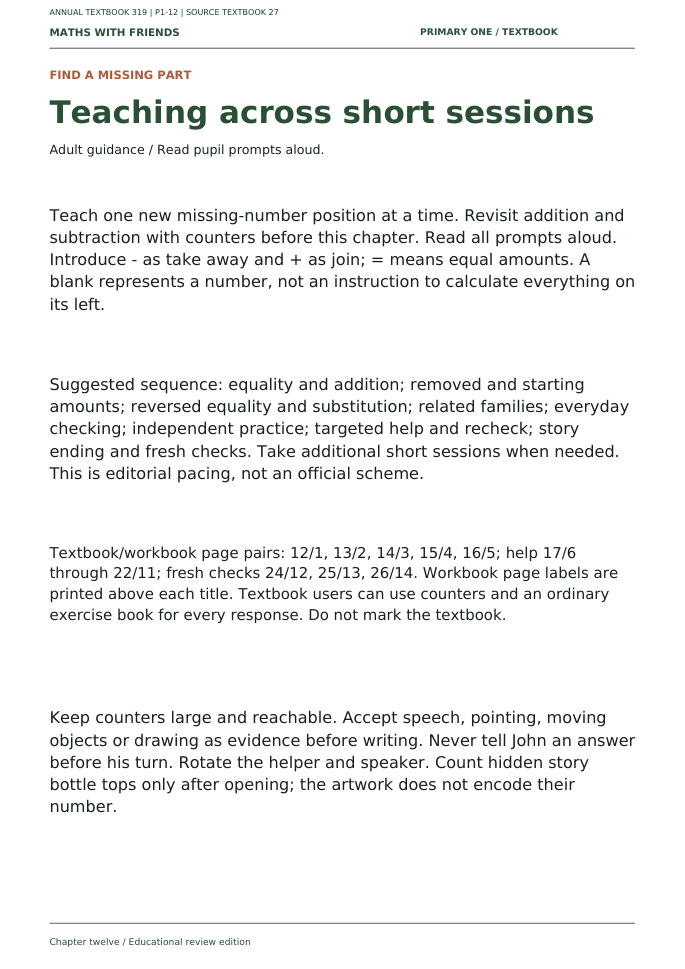 ANNUAL TEXTBOOK 319 | P1-12 | SOURCE TEXTBOOK 27
MATHS WITH FRIENDS
PRIMARY ONE / TEXTBOOK
FIND A MISSING PART
Teaching across short sessions
Adult guidance / Read pupil prompts aloud.
Teach one new missing-number position at a time. Revisit addition and
subtraction with counters before this chapter. Read all prompts aloud.
Introduce - as take away and + as join; = means equal amounts. A
blank represents a number, not an instruction to calculate everything on
its left.
Suggested sequence: equality and addition; removed and starting
amounts; reversed equality and substitution; related families; everyday
checking; independent practice; targeted help and recheck; story
ending and fresh checks. Take additional short sessions when needed.
This is editorial pacing, not an official scheme.
Textbook/workbook page pairs: 12/1, 13/2, 14/3, 15/4, 16/5; help 17/6
through 22/11; fresh checks 24/12, 25/13, 26/14. Workbook page labels are
printed above each title. Textbook users can use counters and an ordinary
exercise book for every response. Do not mark the textbook.
Keep counters large and reachable. Accept speech, pointing, moving
objects or drawing as evidence before writing. Never tell John an answer
before his turn. Rotate the helper and speaker. Count hidden story
bottle tops only after opening; the artwork does not encode their
number.
Chapter twelve / Educational review edition